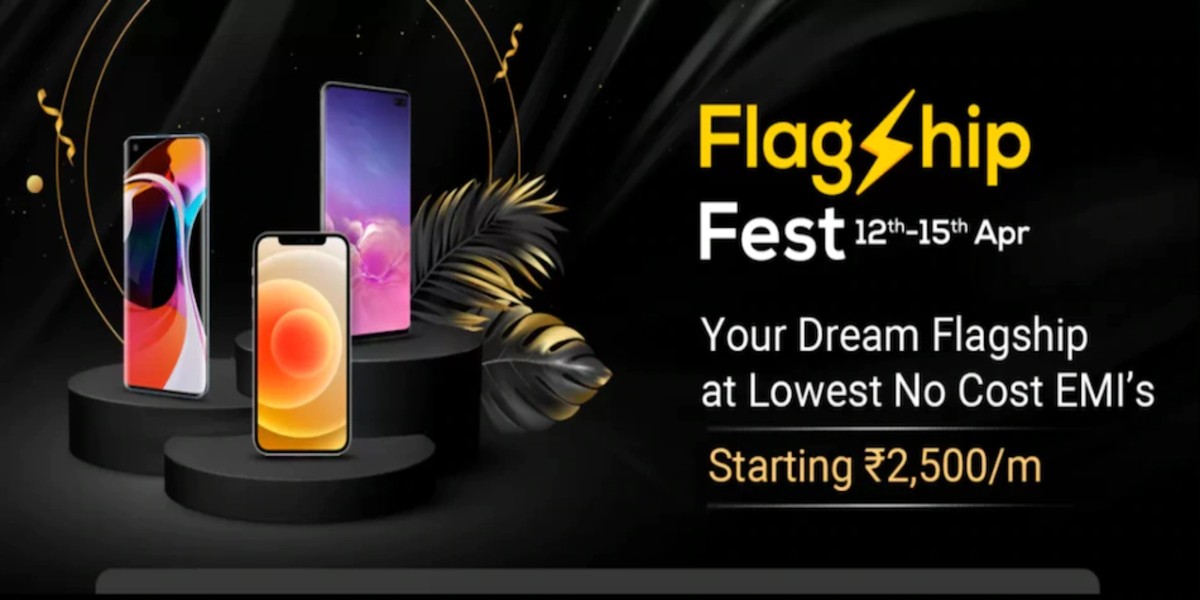 Flagship
Fest 12th-15th Apr
Your Dream Flagship
at Lowest No Cost EMI's
Starting ₹2,500/m